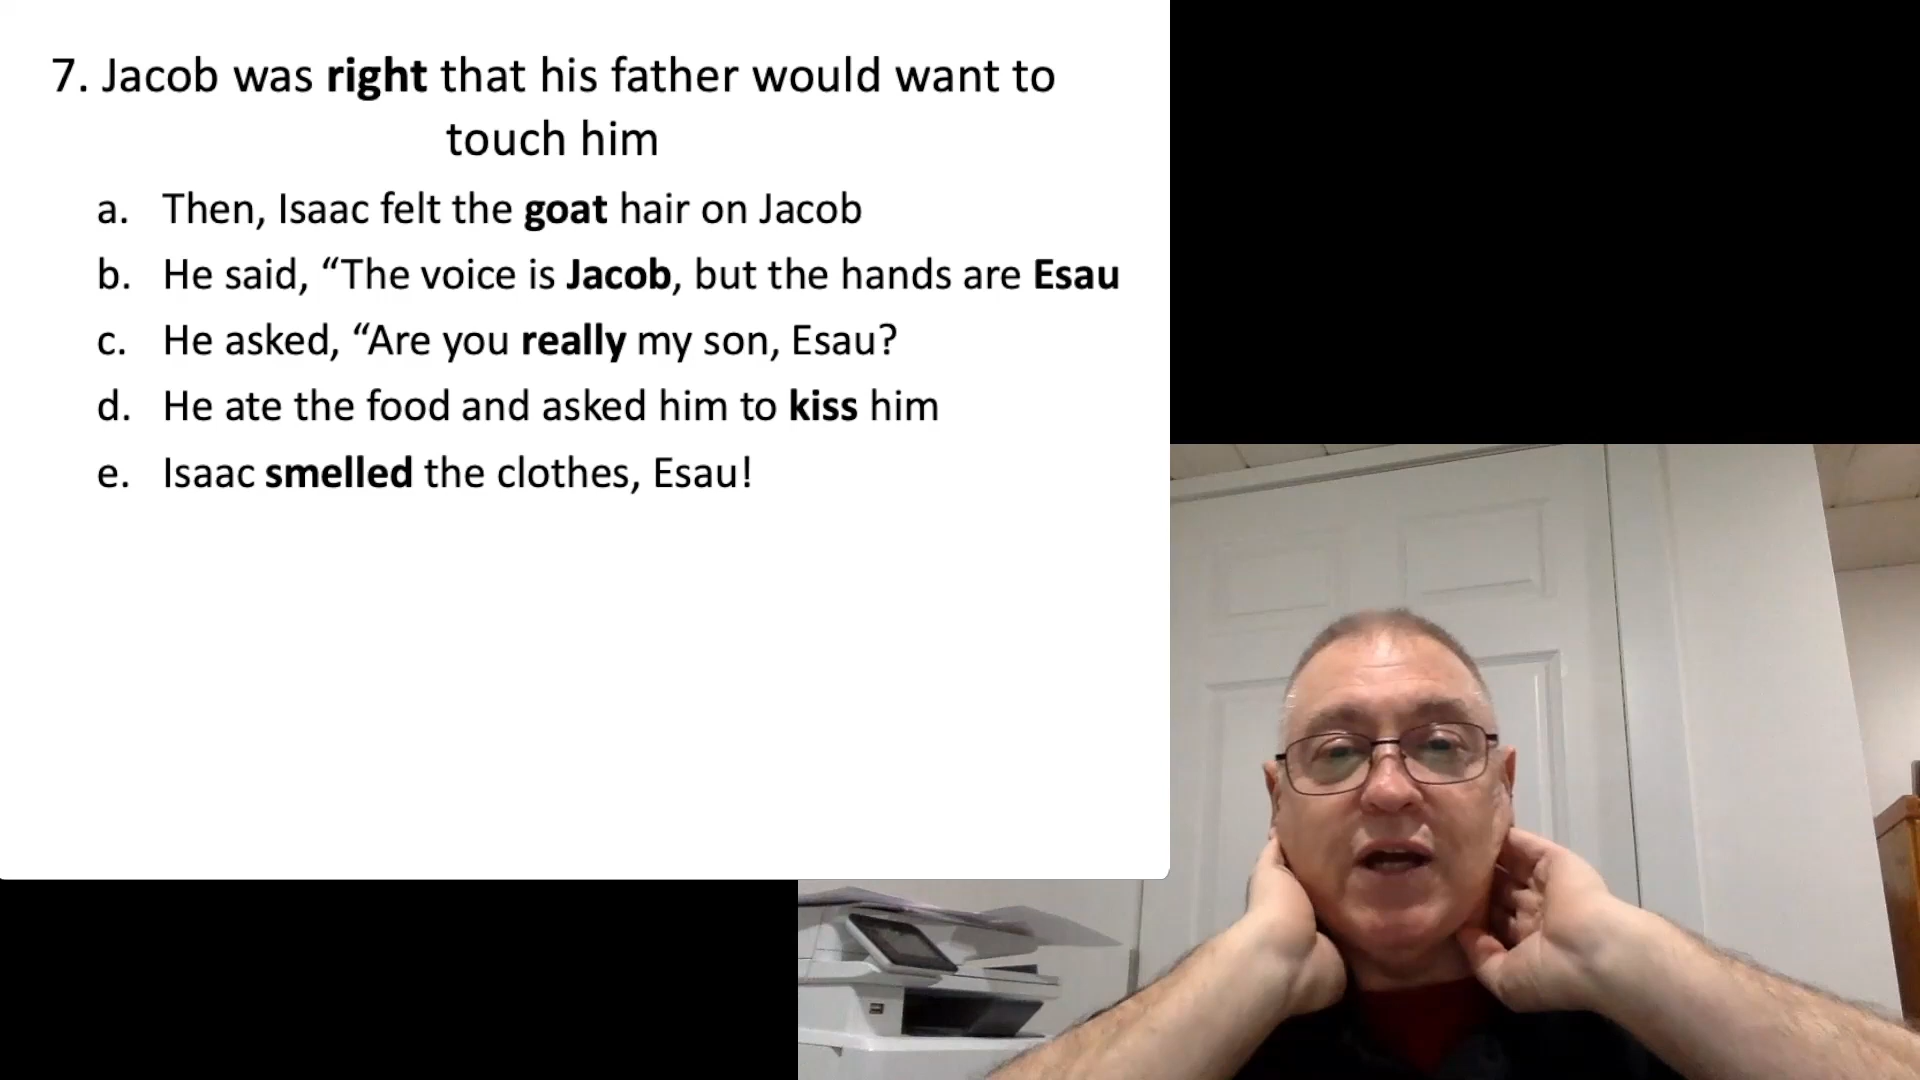 7. Jacob was right that his father would want to
touch him
a. Then, Isaac felt the goat hair on Jacob
b. He said, “The voice is Jacob, but the hands are Esau
c. He asked, “Are you really my son, Esau?
d. He ate the food and asked him to kiss him
e. Isaac smelled the clothes, Esau!